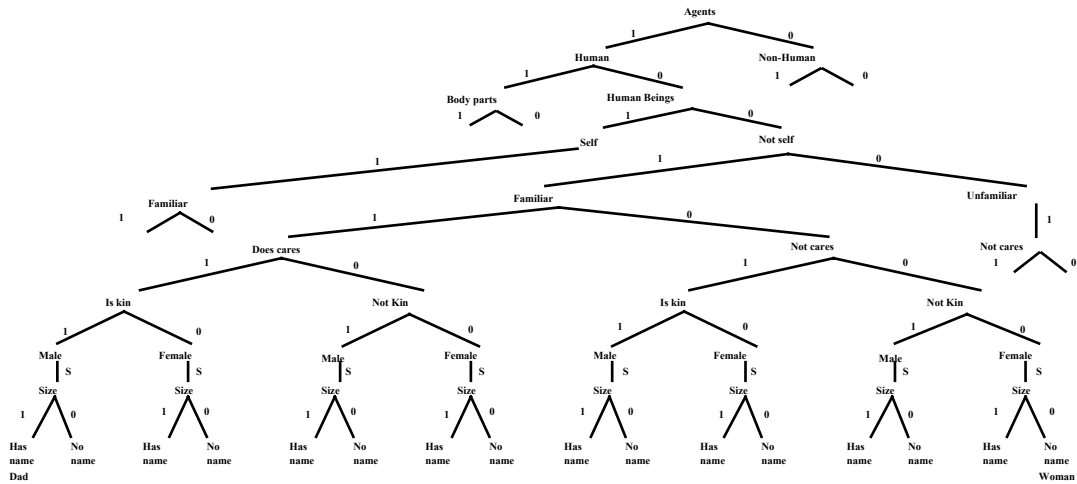 Agents
1 0
Human Non-Human
1 0 1 0
Body parts Human Beings
1 0 1 0
Self Not self
1 1 0
Familiar Familiar Unfamiliar
1 0 1 0 1
Does cares Not cares Not cares
1 0 1 0 1 0
Is kin Not Kin Is kin Not Kin
1 0 1 0 1 0 1 0
Male Female Male Female Male Female Male Female
S S S S S S S S
Size Size Size Size Size Size Size Size
1 0 1 0 1 0 1 0 1 0 1 0 1 0 1 0
Has No Has No Has No Has No Has No Has No Has No Has No
name name name name name name name name name name name name name name name name
Dad Woman